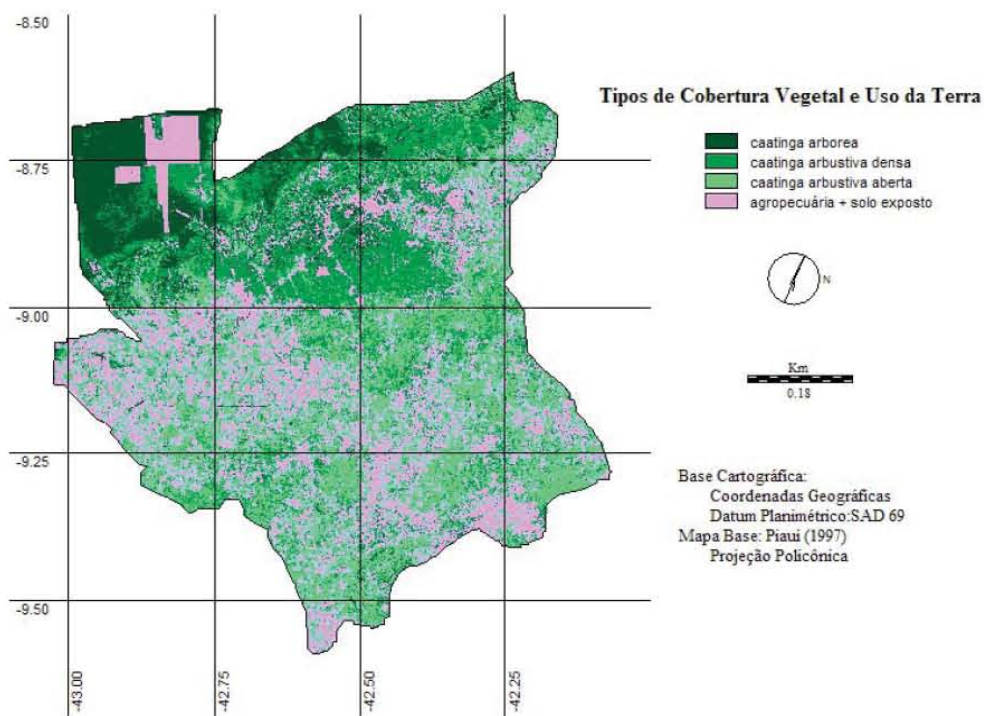 -8.50
Tipos de Cobertura Vegetal e Uso da Terra
caatinga arborea
-8.75
caatinga arbustiva densa
caatinga arbustiva aberta
agropecuária + solo exposto
N
-9.00
Km
0.18
-9.25
Base Cartográfica:
Coordenadas Geográficas
Datum Planimétrico:SAD 69
Mapa Base: Piauí (1997)
Projeção Policônica
-9.50
-43.00
-42.75
-42.50
-42.25